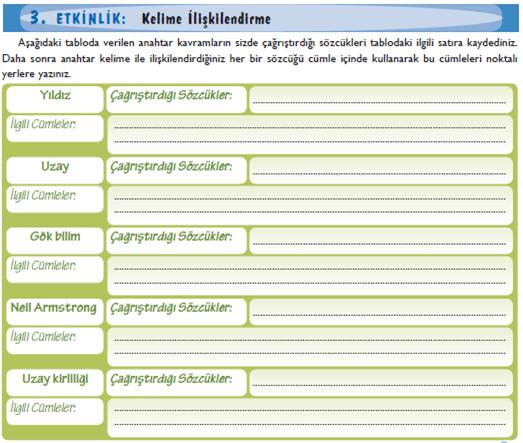 3. ETKİNLİK: Kelime İlişkilendirme
Aşağıdaki tabloda verilen anahtar kavramların sizde çağrıştırdığı sözcükleri tablodaki ilgili satıra kaydediniz.
Daha sonra anahtar kelime ile ilişkilendirdiğiniz her bir sözcüğü cümle içinde kullanarak bu cümleleri noktalı
yerlere yazınız.
Yıldız Çağrıştırdığı Sözcükler:
İlgili Cümleler:
Uzay Çağrıştırdığı Sözcükler:
İlgili Cümleler:
Gök bilim Çağrıştırdığı Sözcükler:
İlgili Cümleler:
Neil Armstrong Çağrıştırdığı Sözcükler:
İlgili Cümleler:
Uzay kirliliği Çağrıştırdığı Sözcükler:
İlgili Cümleler: